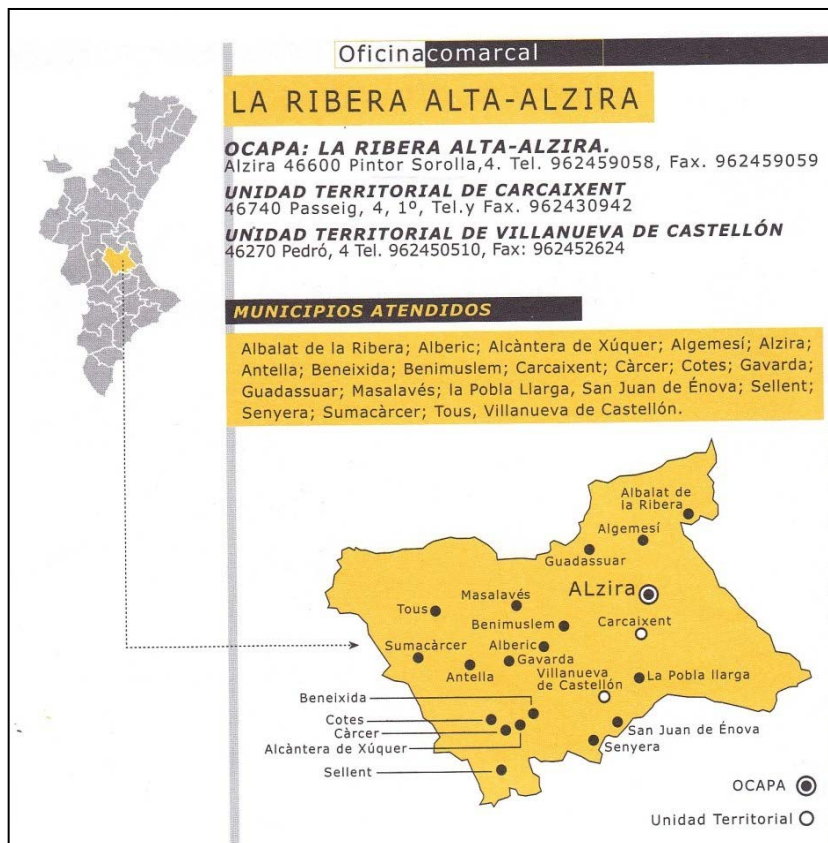 Oficinacomarcal
LA RIBERA ALTA-ALZIRA
OCAPA: LA RIBERA ALTA-ALZIRA.
Alzira 46600 Pintor Sorolla,4. Tel. 962459058, Fax. 962459059
UNIDAD TERRITORIAL DE CARCAIXENT
46740 Passeig, 4, 1º, Tel.y Fax. 962430942
UNIDAD TERRITORIAL DE VILLANUEVA DE CASTELLÓN
46270 Pedró, 4 Tel. 962450510, Fax: 962452624
MUNICIPIOS ATENDIDOS
Albalat de la Ribera; Alberic; Alcàntera de Xúquer; Algemesí; Alzira;
Antella; Beneixida; Benimuslem; Carcaixent; Càrcer; Cotes; Gavarda;
Guadassuar; Masalavés; la Pobla Llarga, San Juan de Énova; Sellent;
Senyera; Sumacàrcer; Tous, Villanueva de Castellón.
Albalat de
la Ribera
Algemesí
Guadassuar
ALzira
Masalavés
Tous
Benimuslem
Carcaixent
Sumacàrcer
Alberic
Gavarda
Antella
Villanueva
de Castellón
La Pobla llarga
Beneixida
Cotes
Càrcer
Alcàntera de Xúquer
San Juan de Énova
Senyera
Sellent
OCAPA
Unidad Territorial